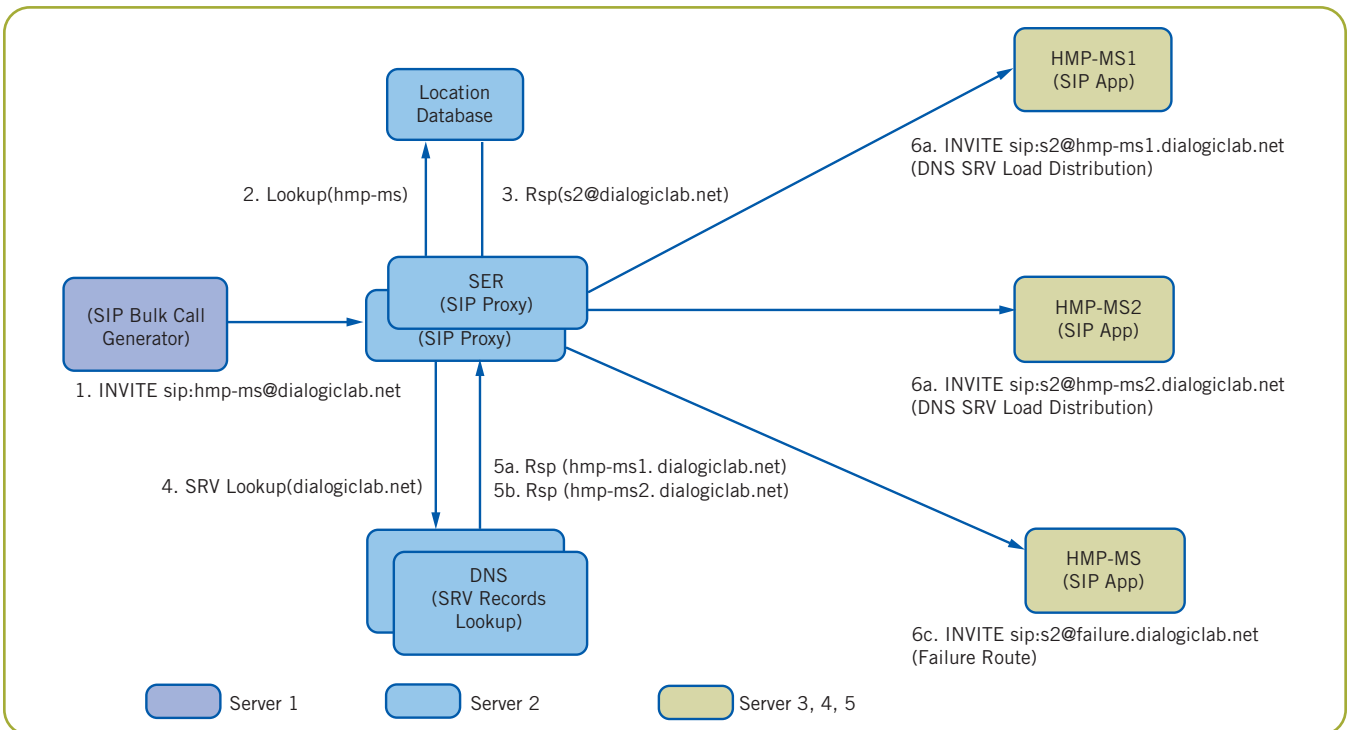 HMP-MS1
(SIP App)
Location
Database
6a. INVITE sip:s2@hmp-ms1.dialogiclab.net
(DNS SRV Load Distribution)
2. Lookup(hmp-ms)
3. Rsp(s2@dialogiclab.net)
SER
(SIP Proxy)
(SIP Proxy)
(SIP Bulk Call
Generator)
HMP-MS2
(SIP App)
1. INVITE sip:hmp-ms@dialogiclab.net
6a. INVITE sip:s2@hmp-ms2.dialogiclab.net
(DNS SRV Load Distribution)
5a. Rsp (hmp-ms1. dialogiclab.net)
4. SRV Lookup(dialogiclab.net)
5b. Rsp (hmp-ms2. dialogiclab.net)
DNS
(SRV Records
Lookup)
HMP-MS
(SIP App)
6c. INVITE sip:s2@failure.dialogiclab.net
(Failure Route)
Server 1
Server 2
Server 3, 4, 5